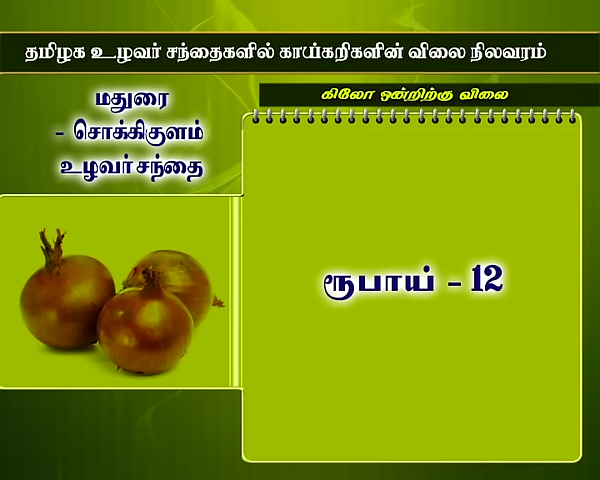 தமிழக உழவர் சந்தைகளில் காய்கறிகளின் விலை நிலவரம்
கிலோ ஒன்றிற்கு விலை
மதுரை
- சொக்கிகுளம்
உழவர் சந்தை
ரூபாய் - 12